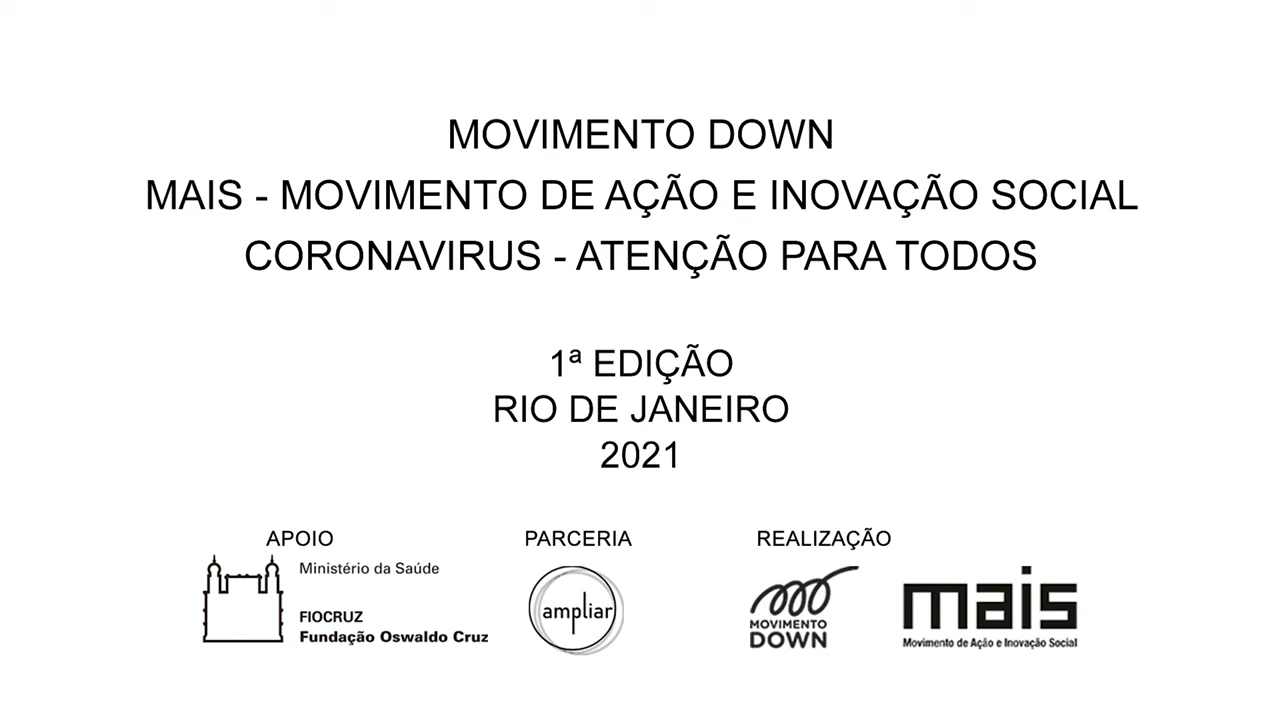 MOVIMENTO DOWN
MAIS - MOVIMENTO DE AÇÃO E INOVAÇÃO SOCIAL
CORONAVIRUS - ATENÇÃO PARA TODOS
1ª EDIÇÃO
RIO DE JANEIRO
2021
APOIO
Ministério da Saúde
FIOCRUZ
Fundação Oswaldo Cruz
PARCERIA
ampliar
REALIZAÇÃO
MOVIMENTO
DOWN
mais
Movimento de Ação e Inovação Social